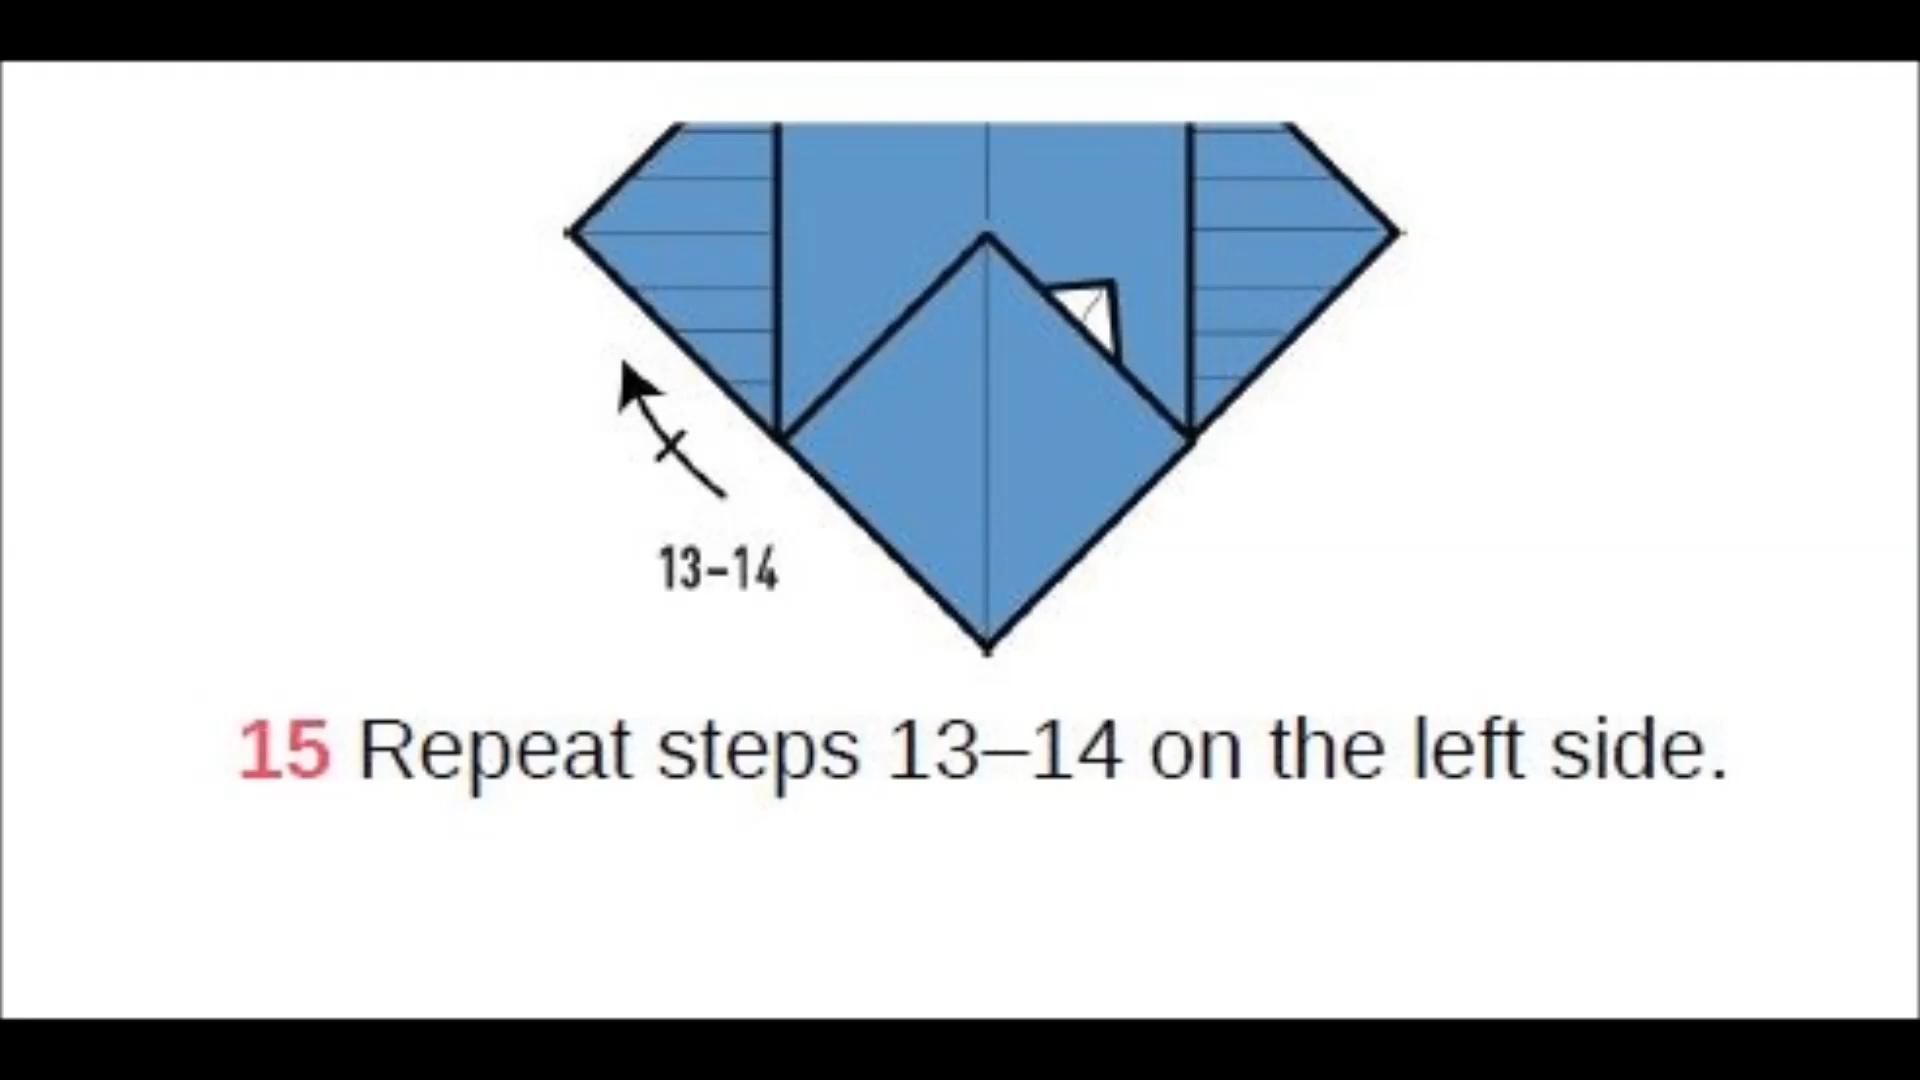 13–14
15 Repeat steps 13–14 on the left side.